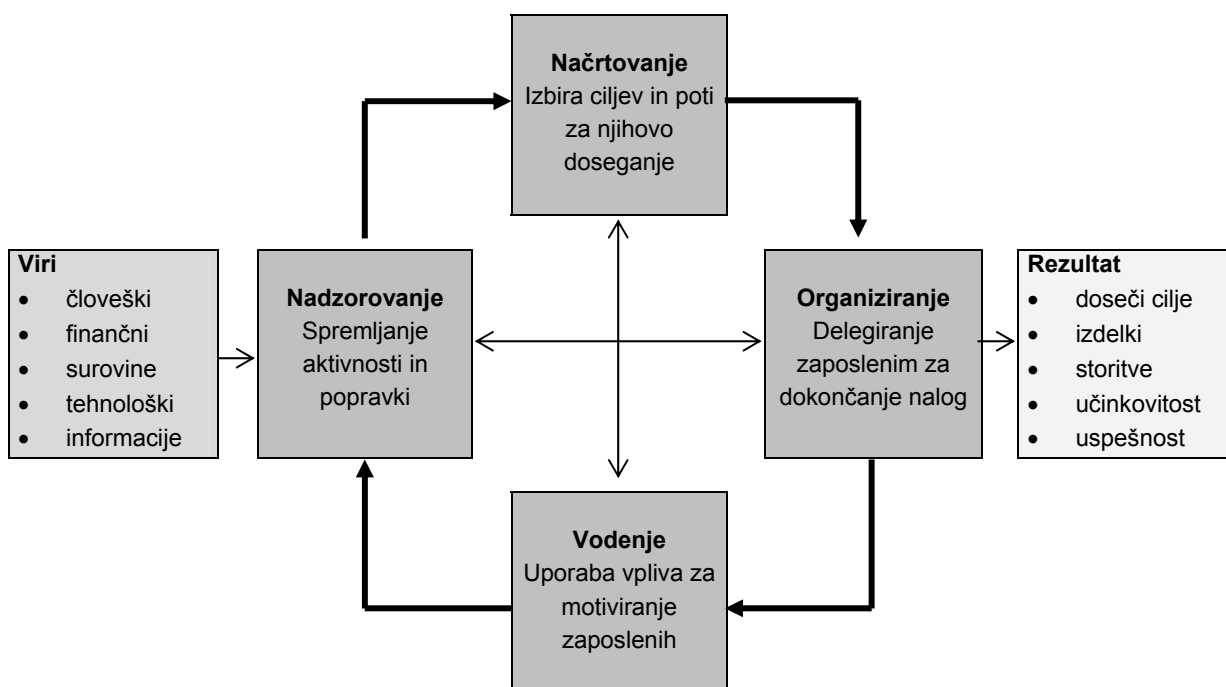 Načrtovanje
Izbira ciljev in poti
za njihovo
doseganje
Viri
• človeški
• finančni
• surovine
• tehnološki
• informacije
Nadzorovanje
Spremljanje
aktivnosti in
popravki
Organiziranje
Delegiranje
zaposlenim za
dokončanje nalog
Rezultat
• doseči cilje
• izdelki
• storitve
• učinkovitost
• uspešnost
Vodenje
Uporaba vpliva za
motiviranje
zaposlenih